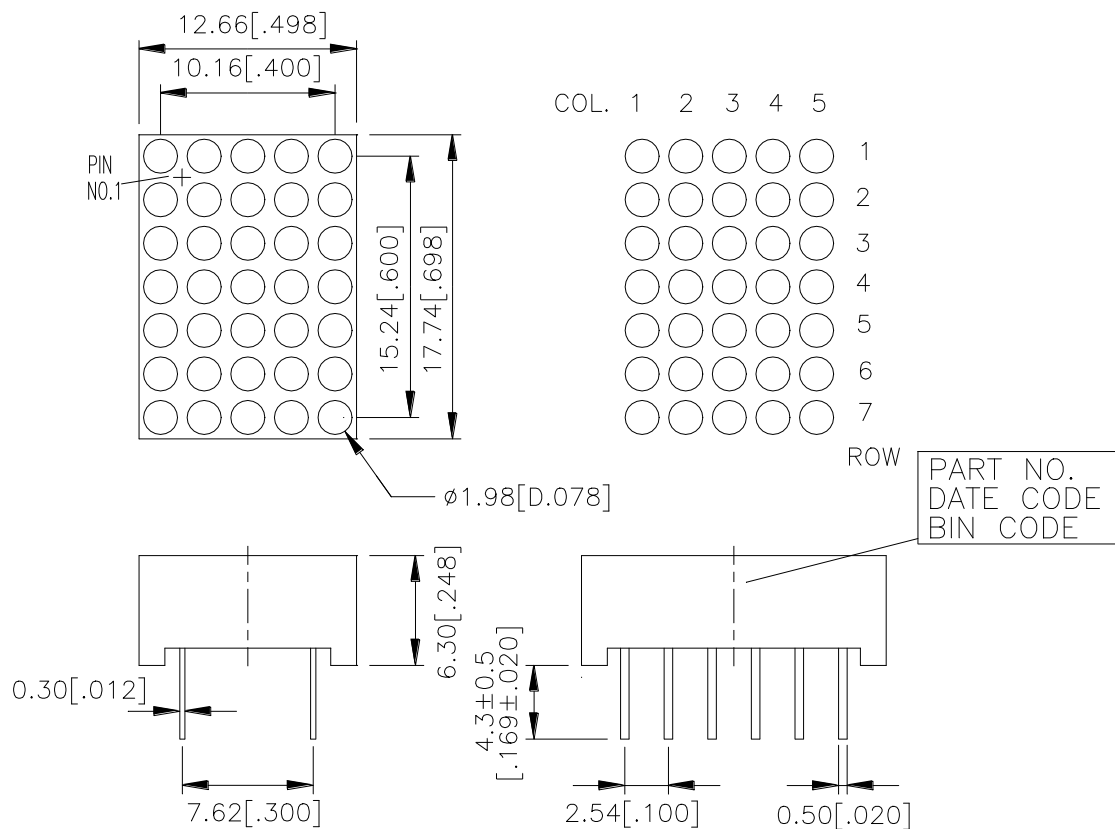 12.66[.498]
10.16[.400]
PIN
NO.1
15.24[.600]
17.74[.698]
ø1.98[D.078]
COL. 1 2 3 4 5
1
2
3
4
5
6
7
ROW
PART NO.
DATE CODE
BIN CODE
6.30[.248]
0.30[.012]
7.62[.300]
4.3±0.5
[.169±.020]
2.54[.100]
0.50[.020]